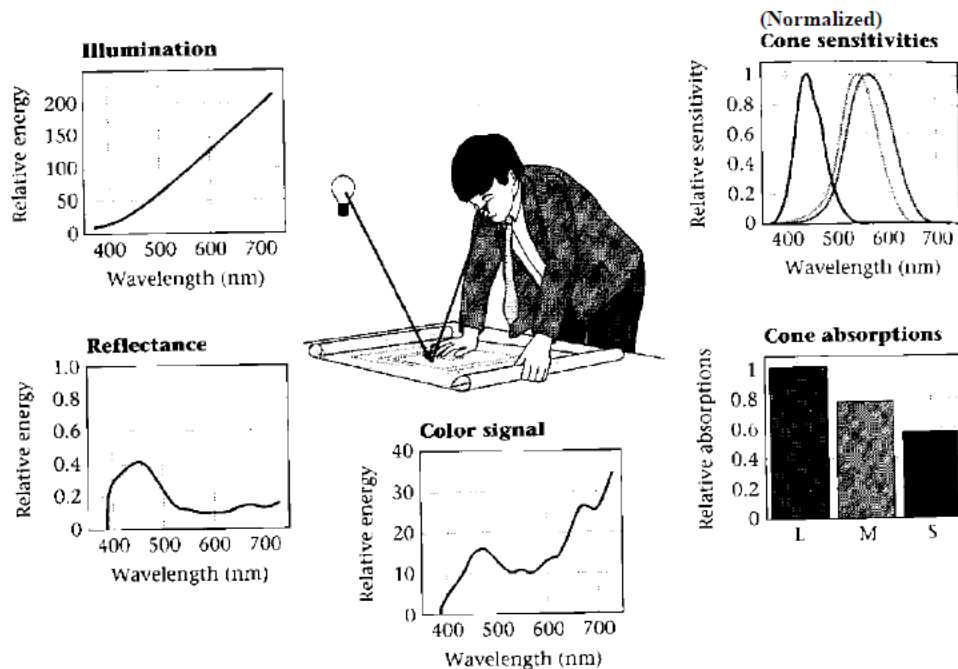 Illumination
Relative energy
200
150
100
50
0
400 500 600 700
Wavelength (nm)
(Normalized)
Cone sensitivities
Relative sensitivity
1
0.8
0.6
0.4
0.2
0
400 500 600 700
Wavelength (nm)
Reflectance
Relative energy
1.0
0.8
0.6
0.4
0.2
0
400 500 600 700
Wavelength (nm)
Color signal
Relative energy
40
30
20
10
0
400 500 600 700
Wavelength (nm)
Cone absorptions
Relative absorptions
1
0.8
0.6
0.4
0.2
0
L M S